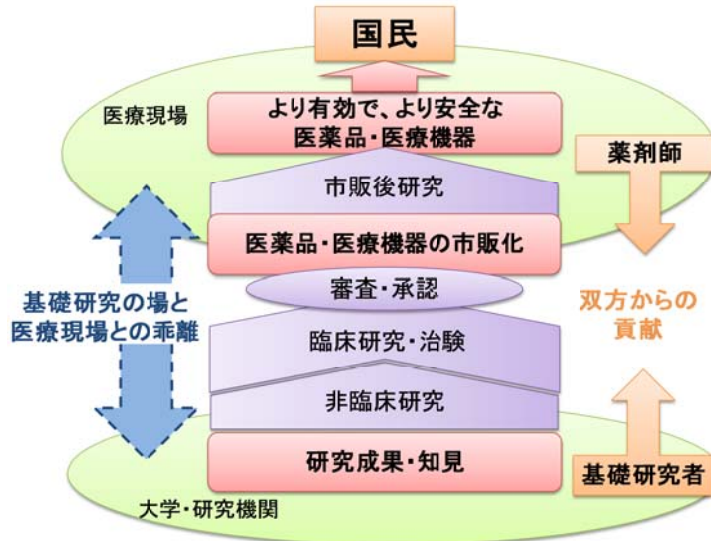 国民
医療現場
より有効で、より安全な
医薬品・医療機器
薬剤師
市販後研究
医薬品・医療機器の市販化
審査・承認
基礎研究の場と
医療現場との乖離
双方からの
貢献
臨床研究・治験
非臨床研究
研究成果・知見
基礎研究者
大学・研究機関